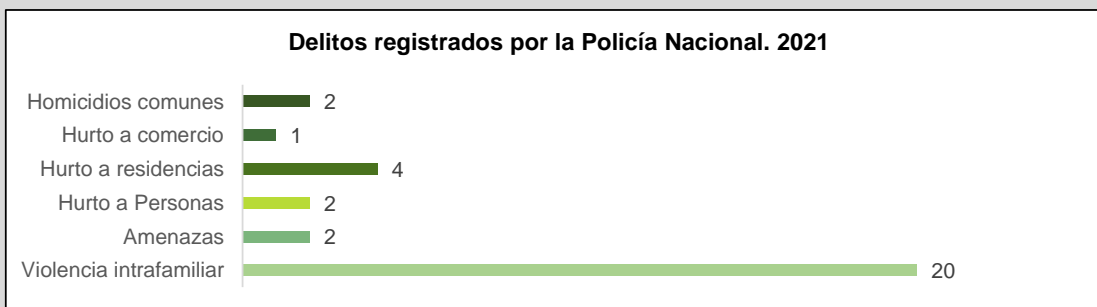 Delitos registrados por la Policía Nacional. 2021
Homicidios comunes 2
Hurto a comercio 1
Hurto a residencias 4
Hurto a Personas 2
Amenazas 2
Violencia intrafamiliar 20